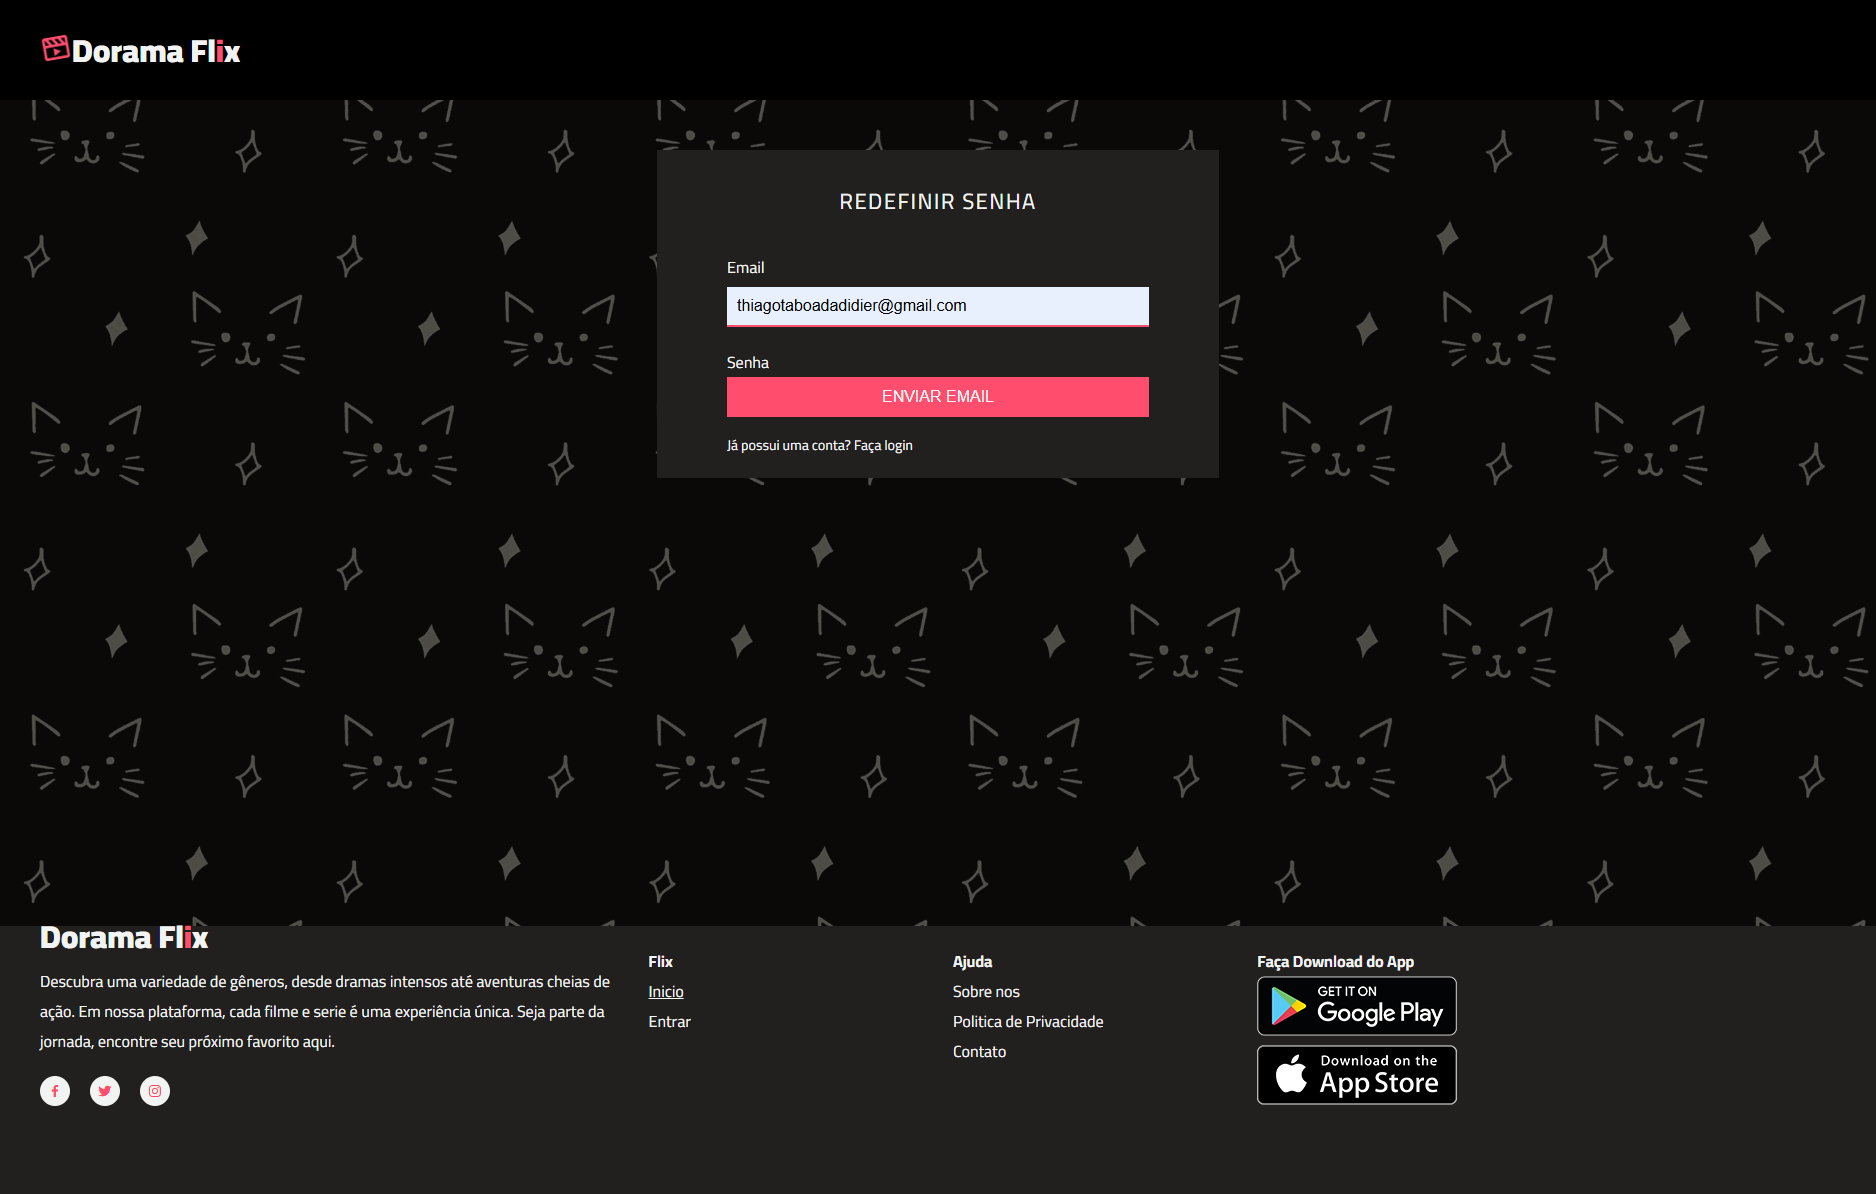 Dorama Flix
REDEFINIR SENHA
Email
thiagotaboadadidier@gmail.com
Senha
ENVIAR EMAIL
Já possui uma conta? Faça login
Dorama Flix
Descubra uma variedade de gêneros, desde dramas intensos até aventuras cheias de
ação. Em nossa plataforma, cada filme e serie é uma experiência única. Seja parte da
jornada, encontre seu próximo favorito aqui.
Flix
Inicio
Entrar
Ajuda
Sobre nos
Politica de Privacidade
Contato
Faça Download do App
GET IT ON
Google Play
Download on the
App Store